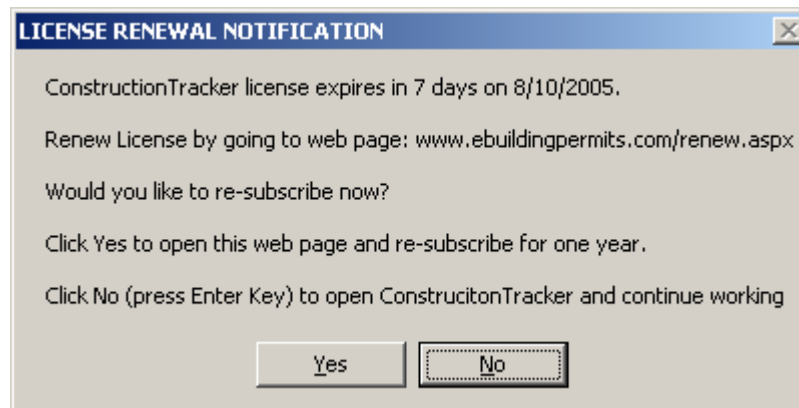 LICENSE RENEWAL NOTIFICATION
ConstructionTracker license expires in 7 days on 8/10/2005.
Renew License by going to web page: www.ebuildingpermits.com/renew.aspx
Would you like to re-subscribe now?
Click Yes to open this web page and re-subscribe for one year.
Click No (press Enter Key) to open ConstrucitonTracker and continue working
Yes No